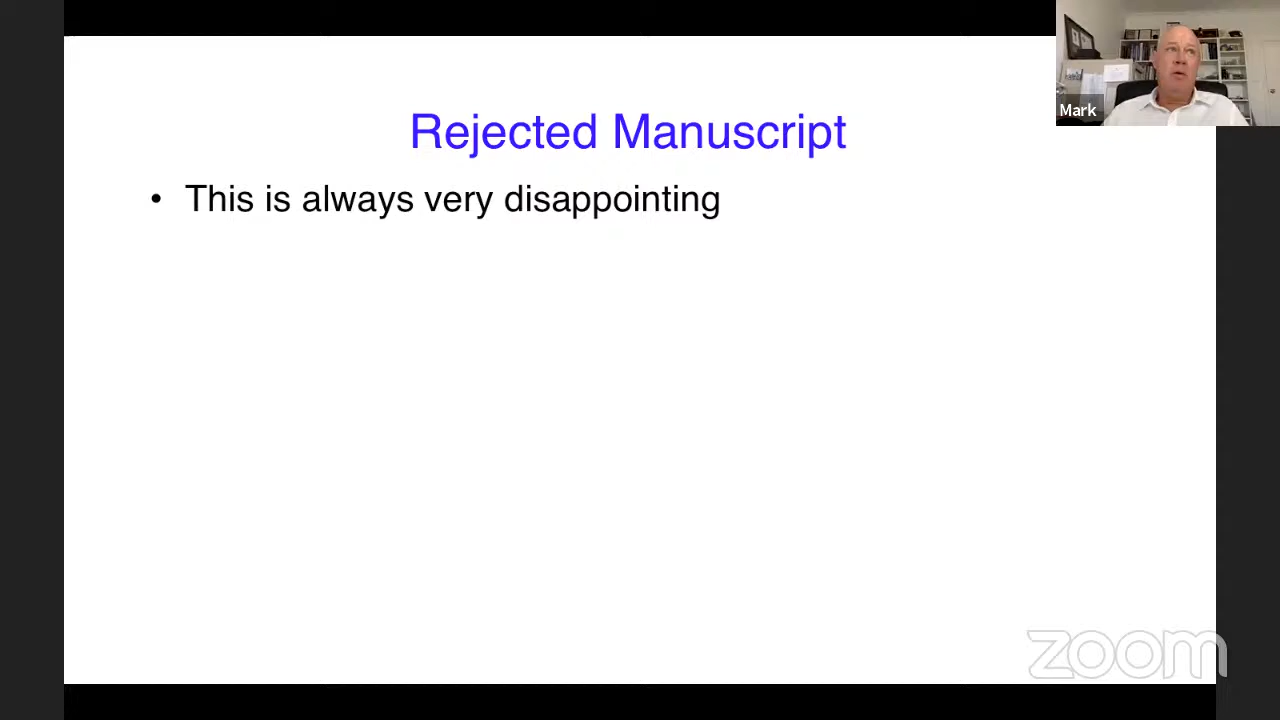 Rejected Manuscript
• This is always very disappointing
Mark
zoom